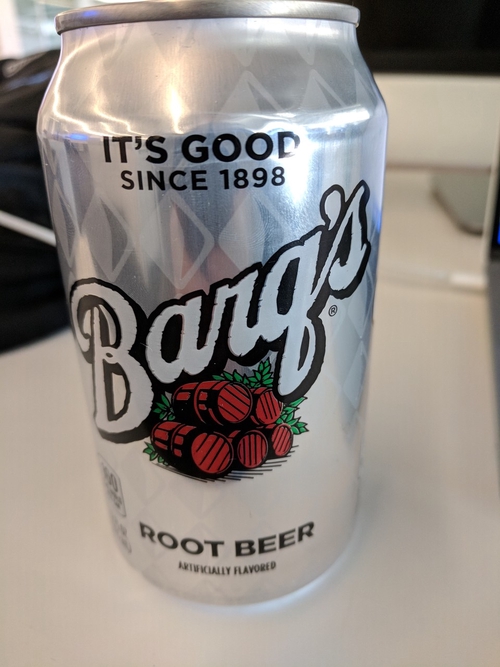 IT'S GOOD
SINCE 1898
Barq's®
ROOT BEER
ARTIFICIALLY FLAVORED